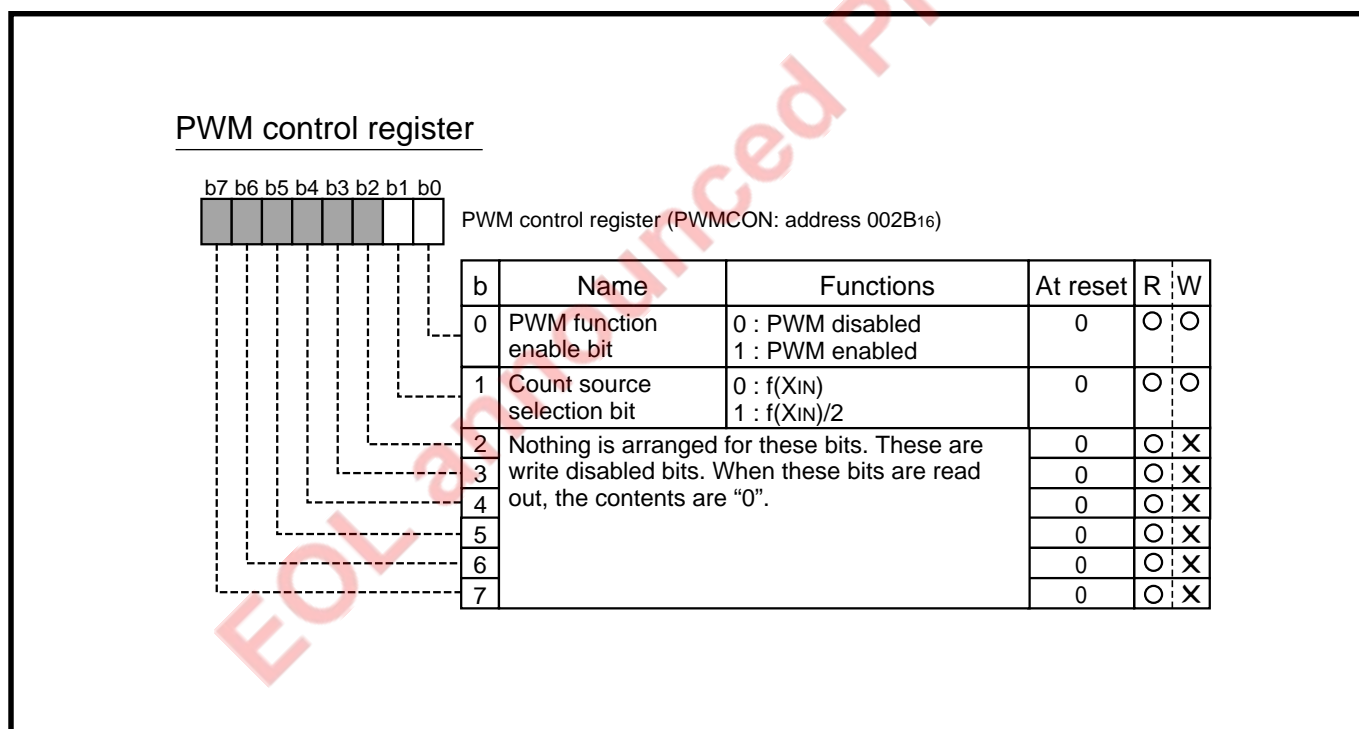 EOL announced P
PWM control register
b7 b6 b5 b4 b3 b2 b1 b0
PWM control register (PWMCON: address 002B16)
b Name Functions At reset R W
0 PWM function 0 : PWM disabled 0 O O
enable bit 1 : PWM enabled
1 Count source 0 : f(XIN) 0 O O
selection bit 1 : f(XIN)/2
2 Nothing is arranged for these bits. These are 0 O X
3 write disabled bits. When these bits are read 0 O X
4 out, the contents are “0”. 0 O X
5 0 O X
6 0 O X
7 0 O X